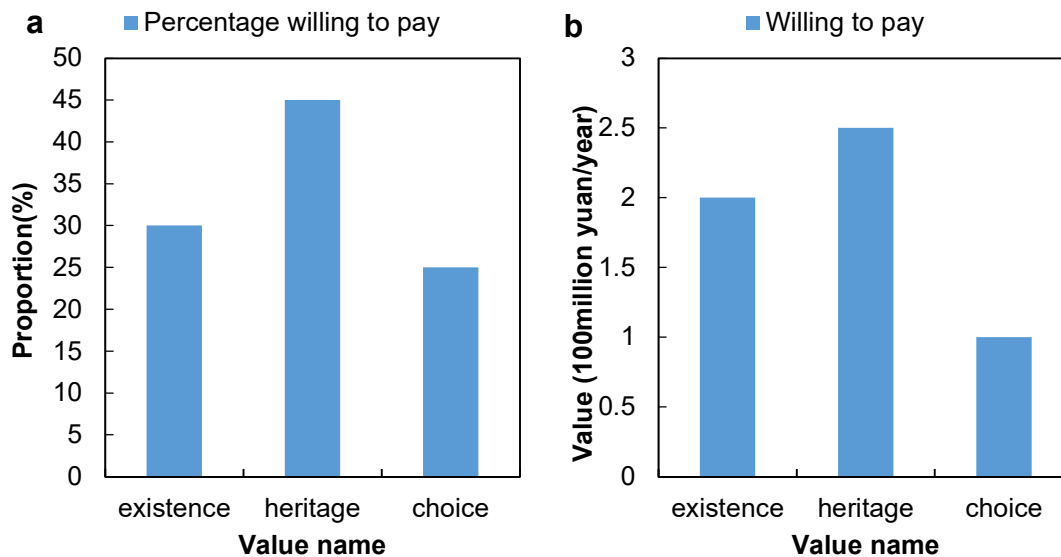 a
Percentage willing to pay
50
45
40
35
30
25
20
15
10
5
0
Proportion(%)
existence heritage choice
Value name
b
Willing to pay
3
2.5
2
1.5
1
0.5
0
Value (100million yuan/year)
existence heritage choice
Value name